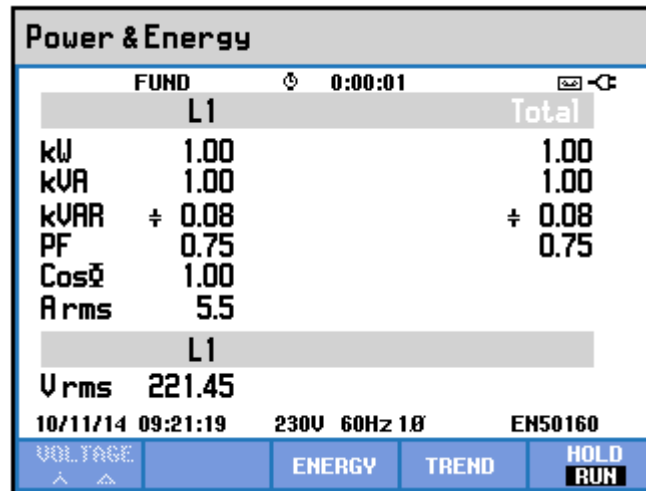 Power & Energy
FUND 0:00:01
L1 Total
kW 1.00 1.00
kVA 1.00 1.00
kVAR 0.08 0.08
PF 0.75 0.75
CosΦ 1.00
A rms 5.5
L1
V rms 221.45
10/11/14 09:21:19 230V 60Hz 1Ø EN50160
VOLTAGE ENERGY TREND HOLD
RUN